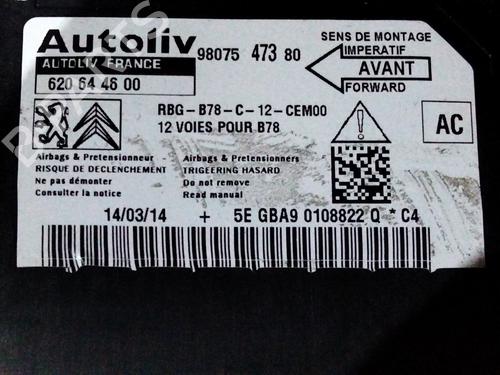 Autoliv
98075 473 80
AUTOLIV FRANCE
620 64 46 00
SENS DE MONTAGE
IMPERATIF
AVANT
FORWARD
RBG-B78-C-12-CEM00
12 VOIES POUR B78
AC
Airbags & Pretensionneur
RISQUE DE DECLENCHEMENT
Ne pas démonter
Consulter la notice
Airbags & Pretensionners
TRIGEERING HASARD
Do not remove
Read manual
14/03/14 + 5E GBA9 0108822 Q *C4